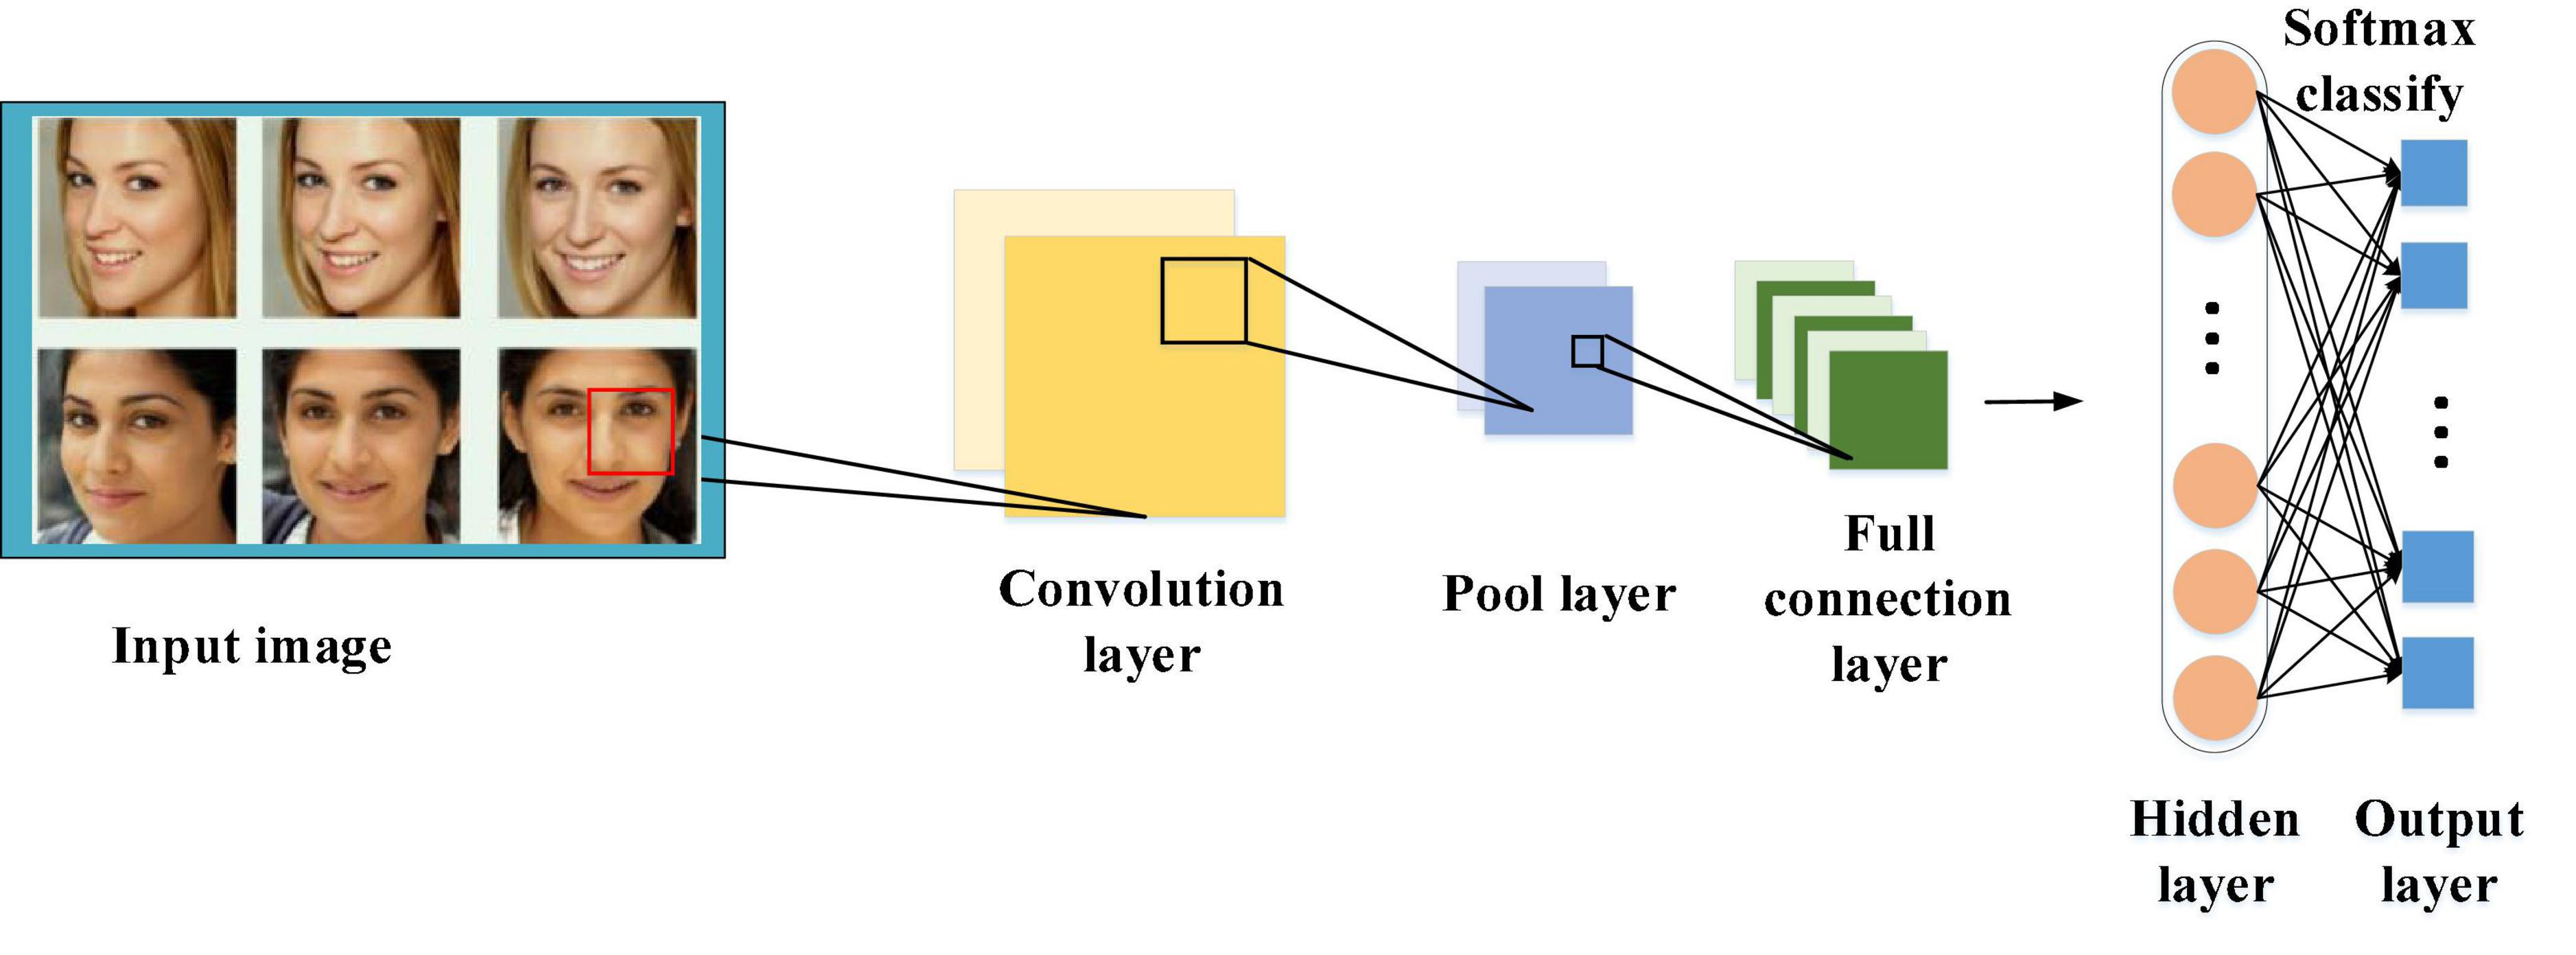 Input image
Convolution
layer
Pool layer
Full
connection
layer
Softmax
classify
Hidden
layer
Output
layer